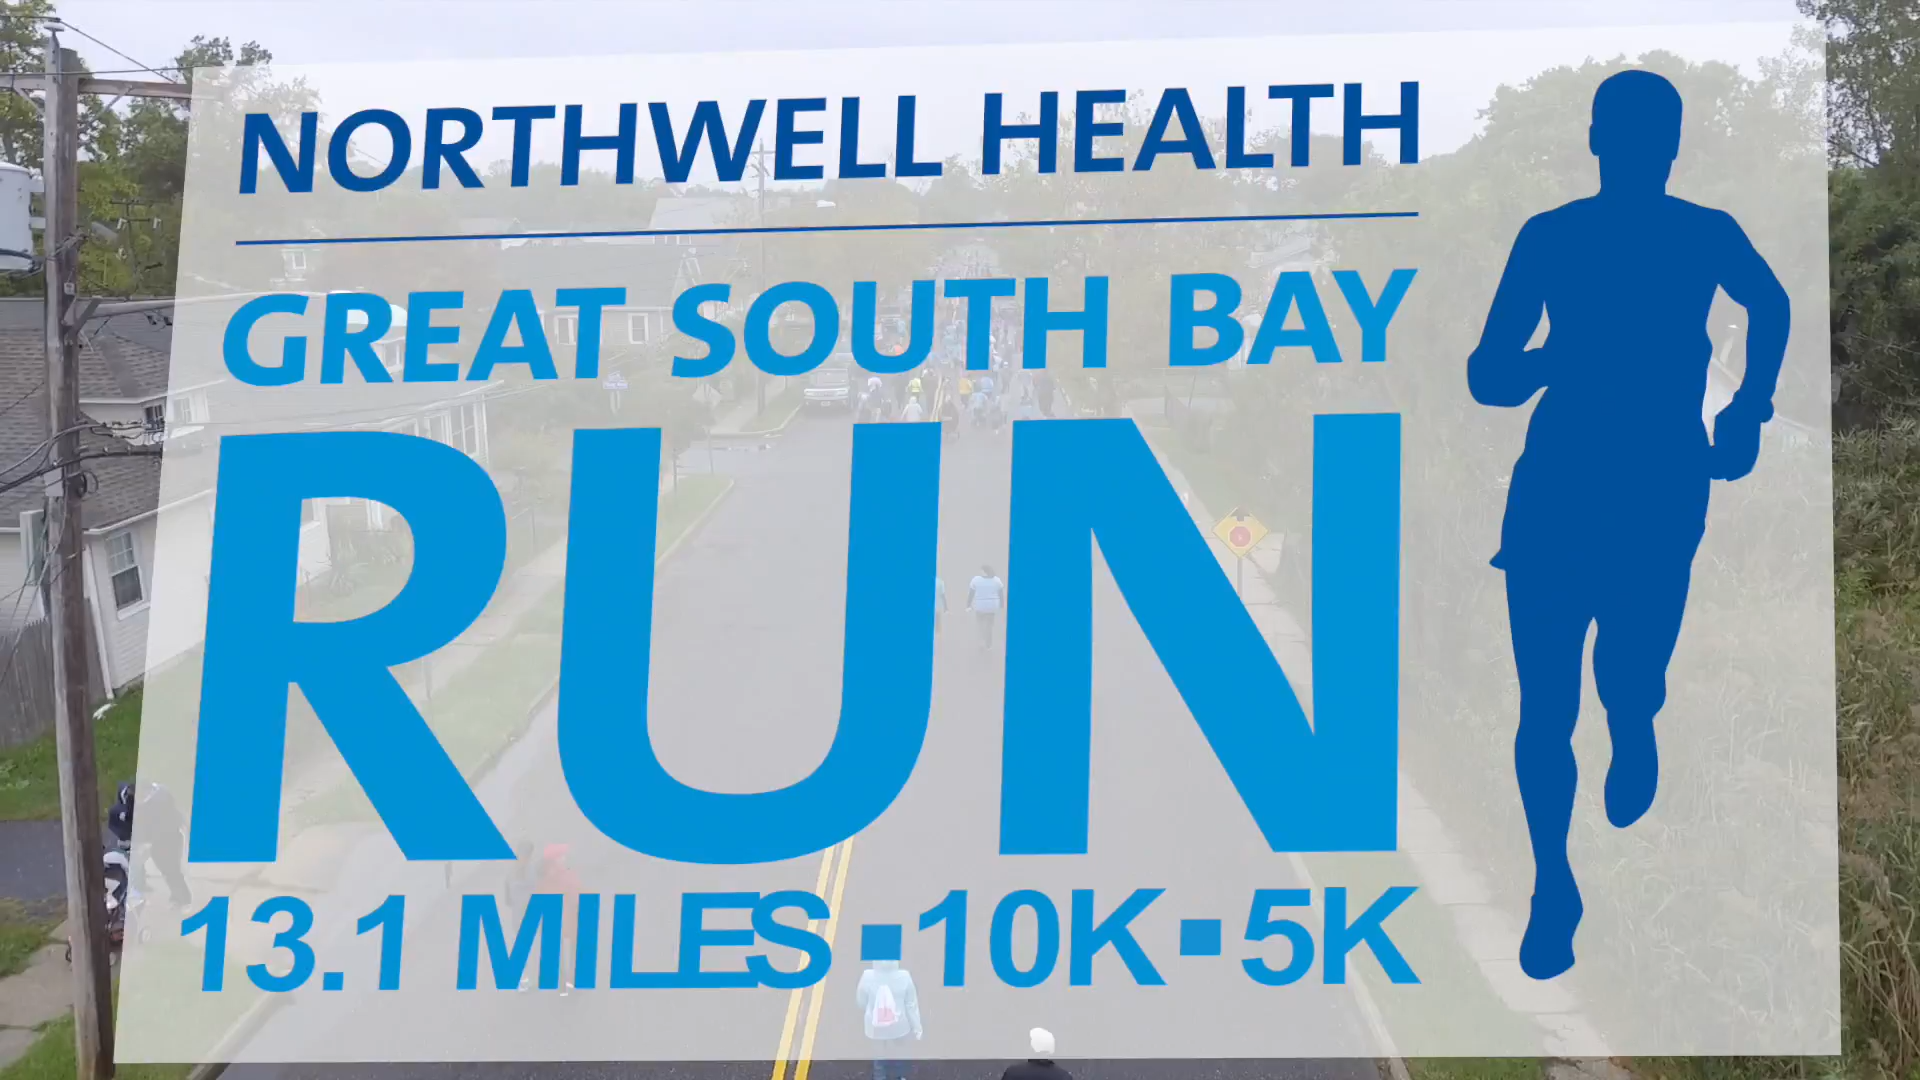 NORTHWELL HEALTH
GREAT SOUTH BAY
RUN
13.1 MILES ▪ 10K ▪ 5K